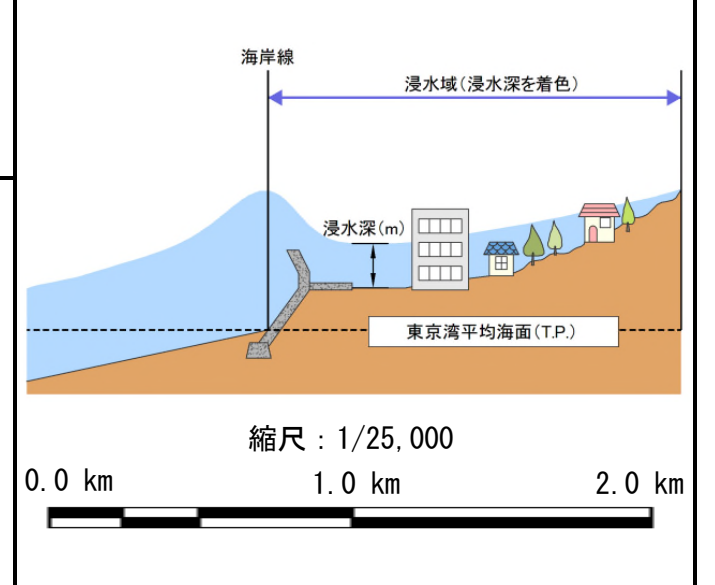 海岸線
浸水域(浸水深を着色)
浸水深(m)
東京湾平均海面(T.P.)
縮尺：1/25,000
0.0 km 1.0 km 2.0 km